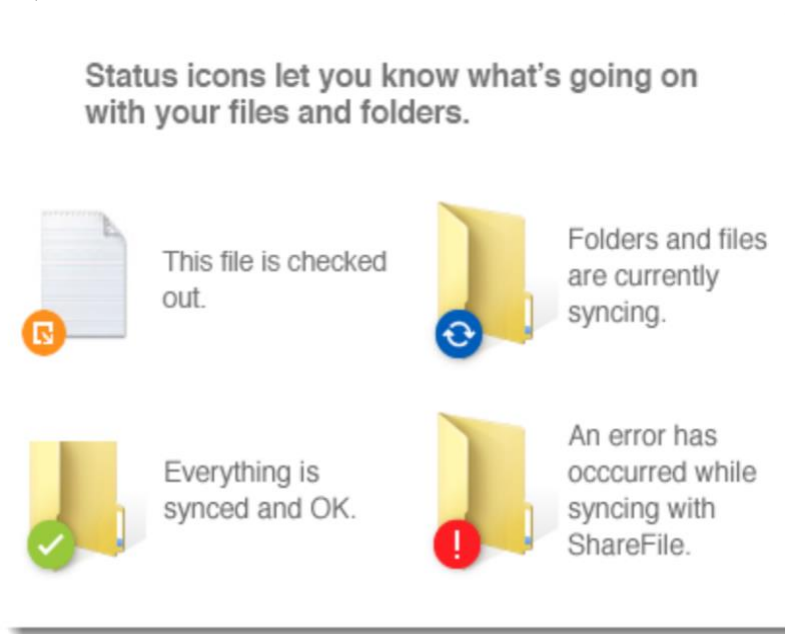 Status icons let you know what's going on
with your files and folders.
This file is checked
out.
Folders and files
are currently
syncing.
Everything is
synced and OK.
An error has
occcurred while
syncing with
ShareFile.